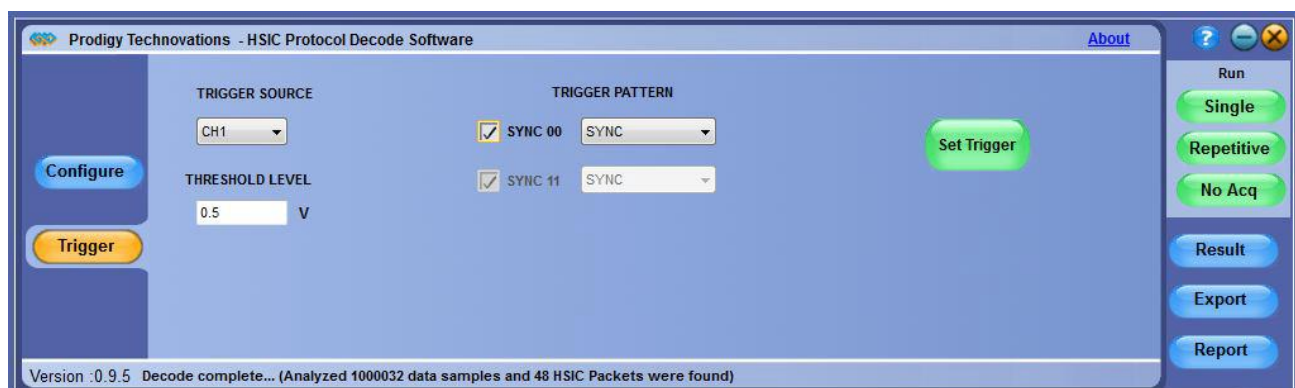 Prodigy Technovations - HSIC Protocol Decode Software
About
?
TRIGGER SOURCE
CH1
THRESHOLD LEVEL
0.5 V
TRIGGER PATTERN
SYNC 00 SYNC
SYNC 11 SYNC
Set Trigger
Configure
Trigger
Run
Single
Repetitive
No Acq
Result
Export
Report
Version :0.9.5 Decode complete... (Analyzed 1000032 data samples and 48 HSIC Packets were found)